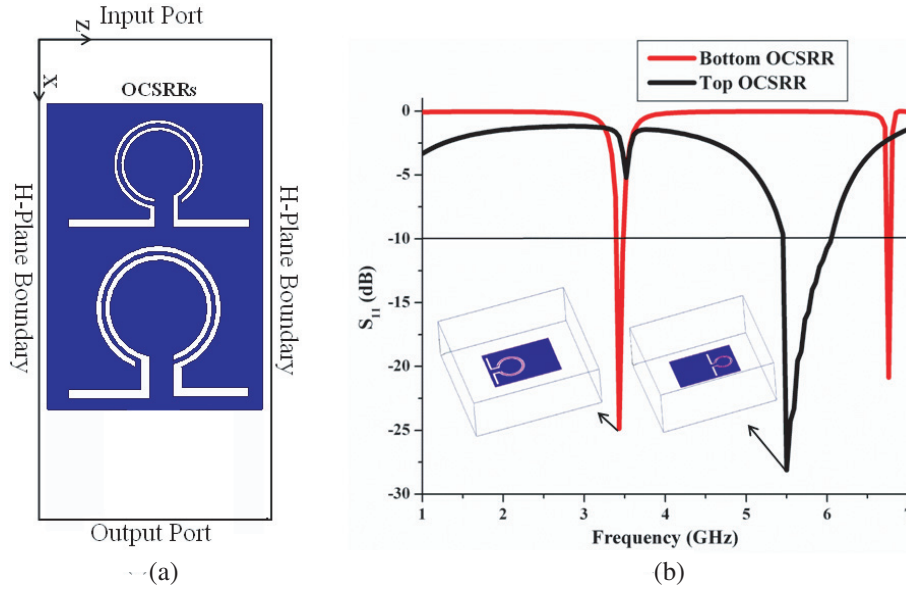 Input Port
Z
X
OCSRRs
H-Plane Boundary
H-Plane Boundary
Output Port
(a)
Bottom OCSRR
Top OCSRR
0
-5
-10
-15
-20
-25
-30
S11 (dB)
1 2 3 4 5 6 7
Frequency (GHz)
(b)